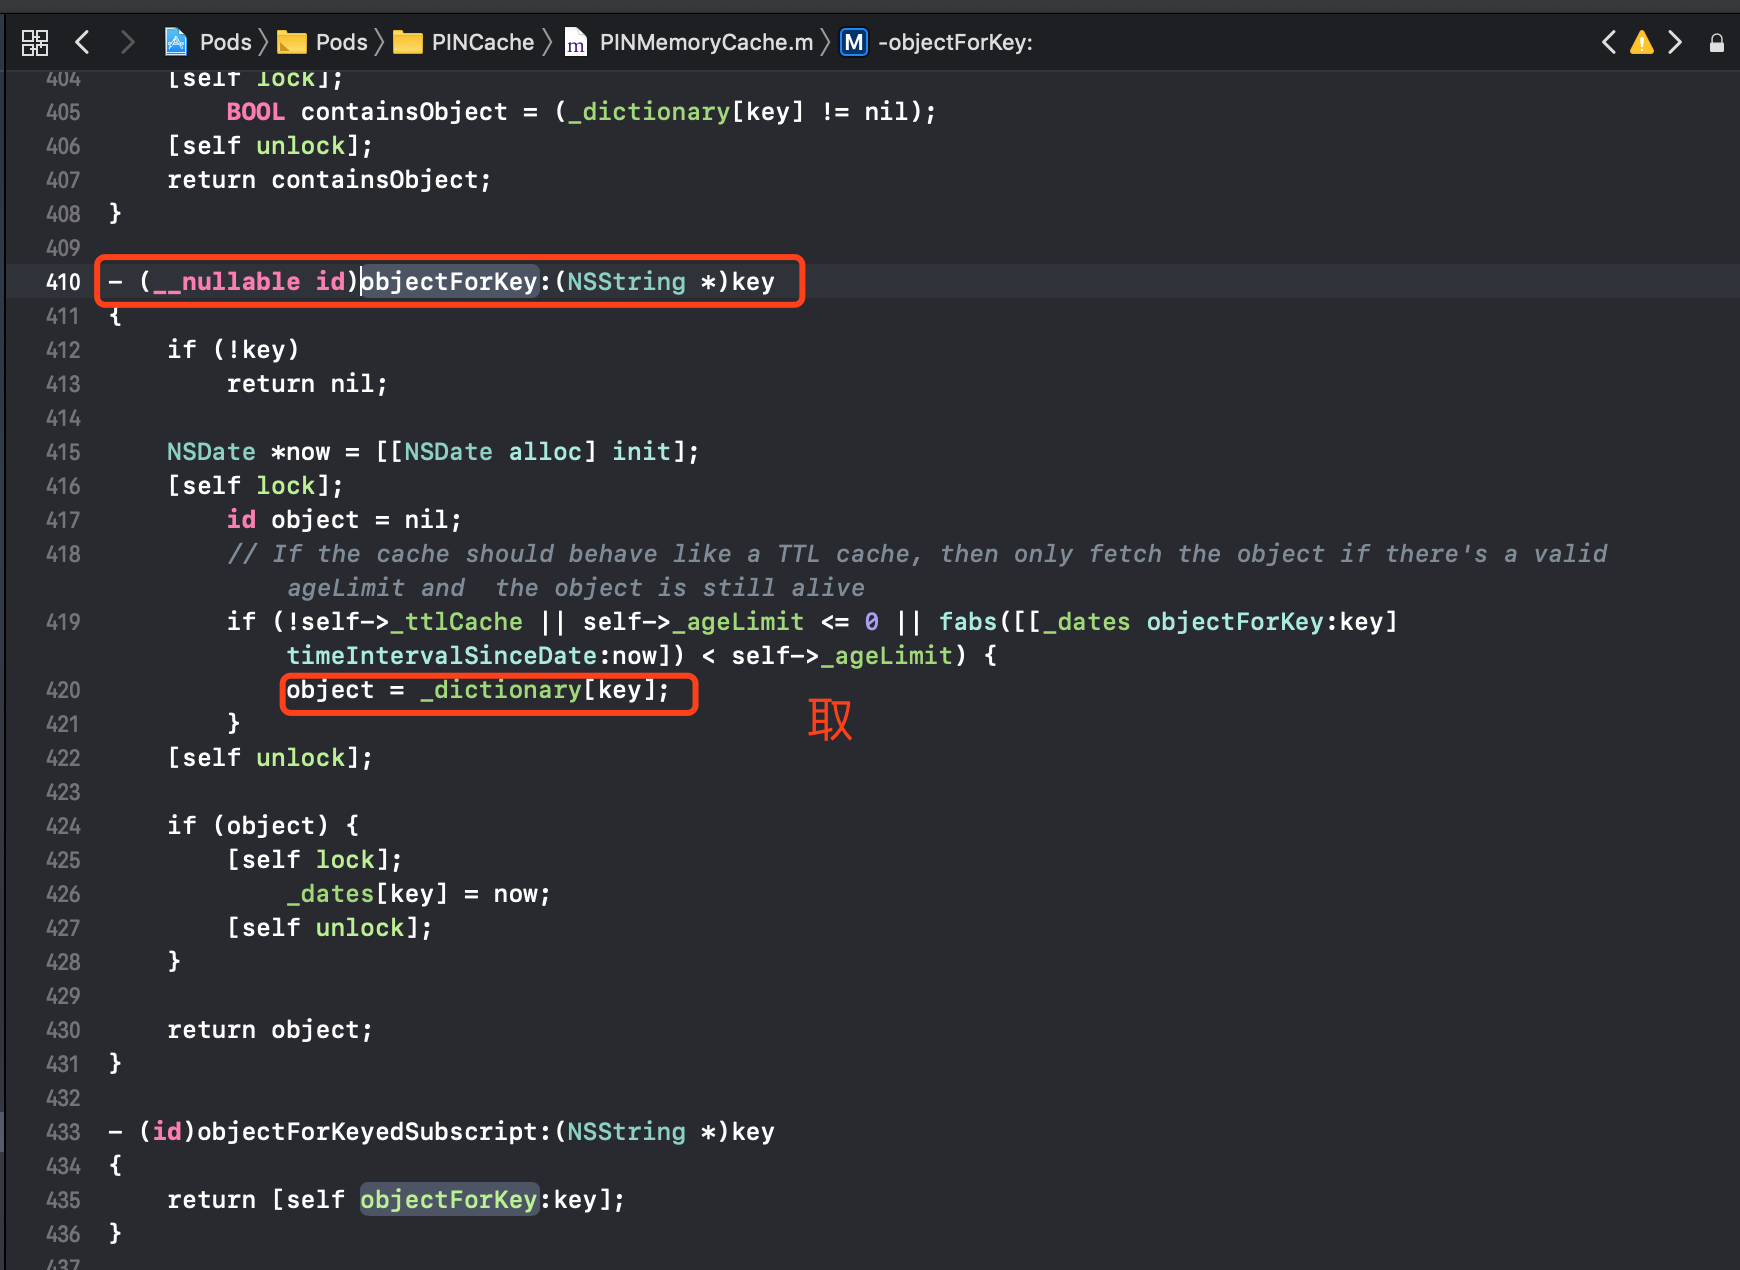 Pods 〉 Pods 〉 PINCache 〉 m PINMemoryCache.m 〉 M -objectForKey:
404     [self lock];
405         BOOL containsObject = (_dictionary[key] != nil);
406     [self unlock];
407     return containsObject;
408 }
409
410 - (__nullable id)objectForKey:(NSString *)key
411 {
412     if (!key)
413         return nil;
414
415     NSDate *now = [[NSDate alloc] init];
416     [self lock];
417         id object = nil;
418         // If the cache should behave like a TTL cache, then only fetch the object if there's a valid
            ageLimit and  the object is still alive
419         if (!self->_ttlCache || self->_ageLimit <= 0 || fabs([[_dates objectForKey:key]
            timeIntervalSinceDate:now]) < self->_ageLimit) {
420             object = _dictionary[key];
取
421         }
422     [self unlock];
423
424     if (object) {
425         [self lock];
426             _dates[key] = now;
427         [self unlock];
428     }
429
430     return object;
431 }
432
433 - (id)objectForKeyedSubscript:(NSString *)key
434 {
435     return [self objectForKey:key];
436 }
437